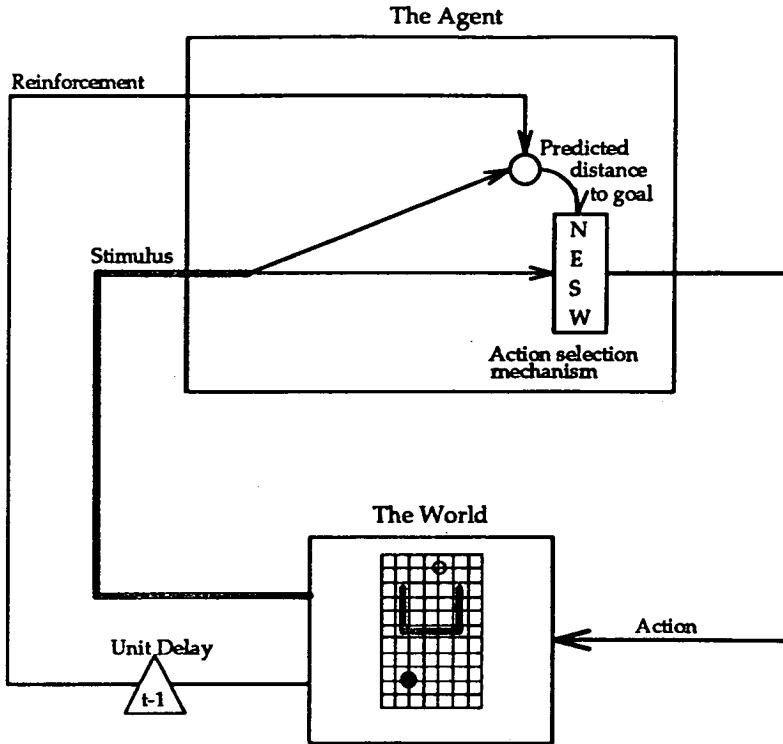 The Agent
Reinforcement
Predicted
distance
to goal
Stimulus
N
E
S
W
Action selection
mechanism
The World
Unit Delay
t-1
Action